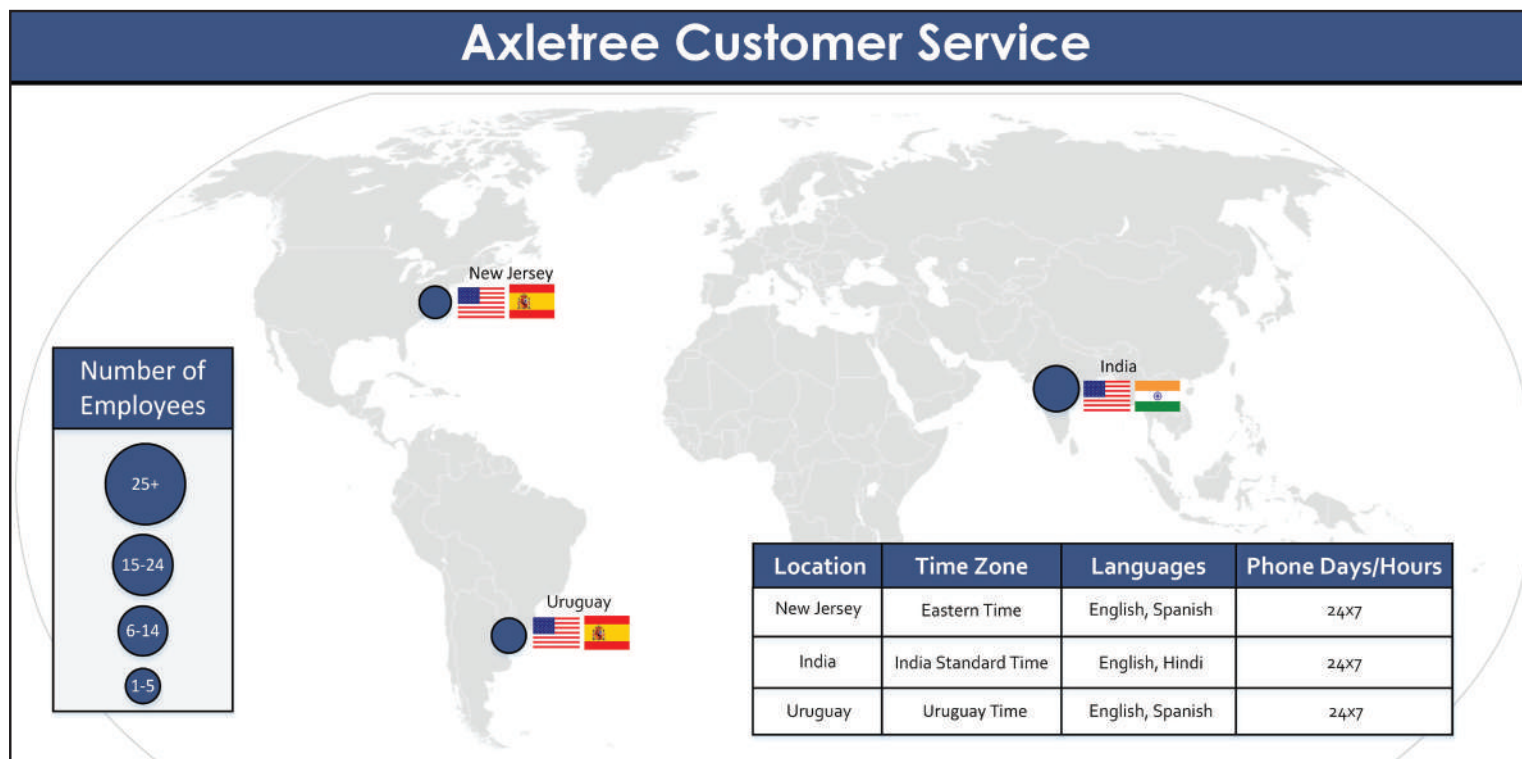 Axletree Customer Service
New Jersey
India
Uruguay
Number of
Employees
25+
15-24
6-14
1-5
Location Time Zone Languages Phone Days/Hours
New Jersey Eastern Time English, Spanish 24x7
India India Standard Time English, Hindi 24x7
Uruguay Uruguay Time English, Spanish 24x7